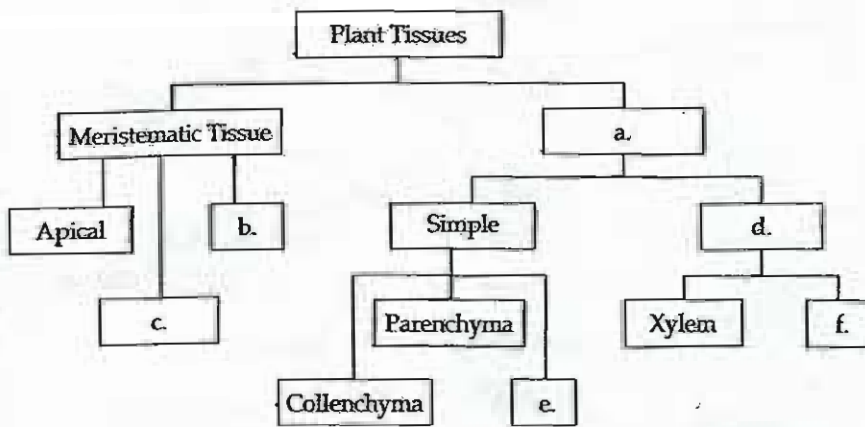 Plant Tissues
Meristematic Tissue
a.
Apical
b.
Simple
d.
c.
Parenchyma
Xylem
f.
Collenchyma
e.